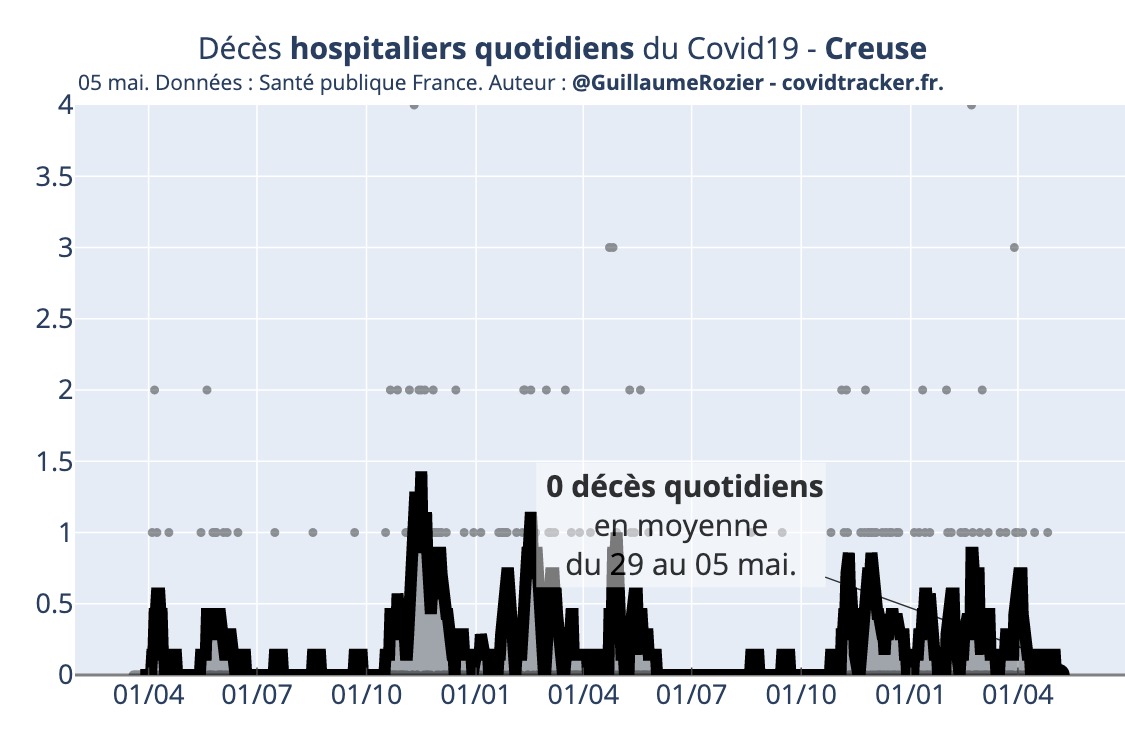 Décès hospitaliers quotidiens du Covid19 - Creuse
05 mai. Données : Santé publique France. Auteur : @GuillaumeRozier - covidtracker.fr.
4
3.5
3
2.5
2
1.5
0 décès quotidiens
en moyenne
du 29 au 05 mai.
1
0.5
0
01/04 01/07 01/10 01/01 01/04 01/07 01/10 01/01 01/04